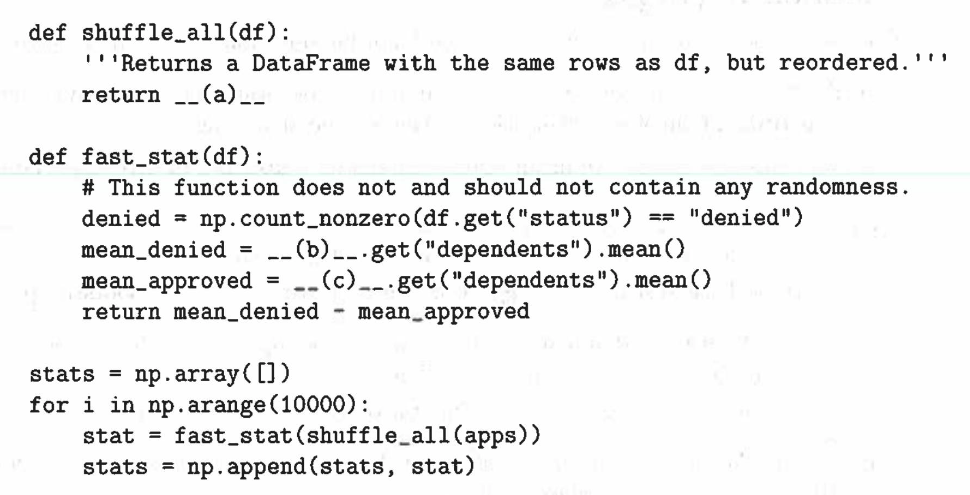 def shuffle_all(df):
    '''Returns a DataFrame with the same rows as df, but reordered.'''
    return __(a)__
def fast_stat(df):
    # This function does not and should not contain any randomness.
    denied = np.count_nonzero(df.get("status") == "denied")
    mean_denied = __(b)__.get("dependents").mean()
    mean_approved = __(c)__.get("dependents").mean()
    return mean_denied - mean_approved
stats = np.array([])
for i in np.arange(10000):
    stat = fast_stat(shuffle_all(apps))
    stats = np.append(stats, stat)